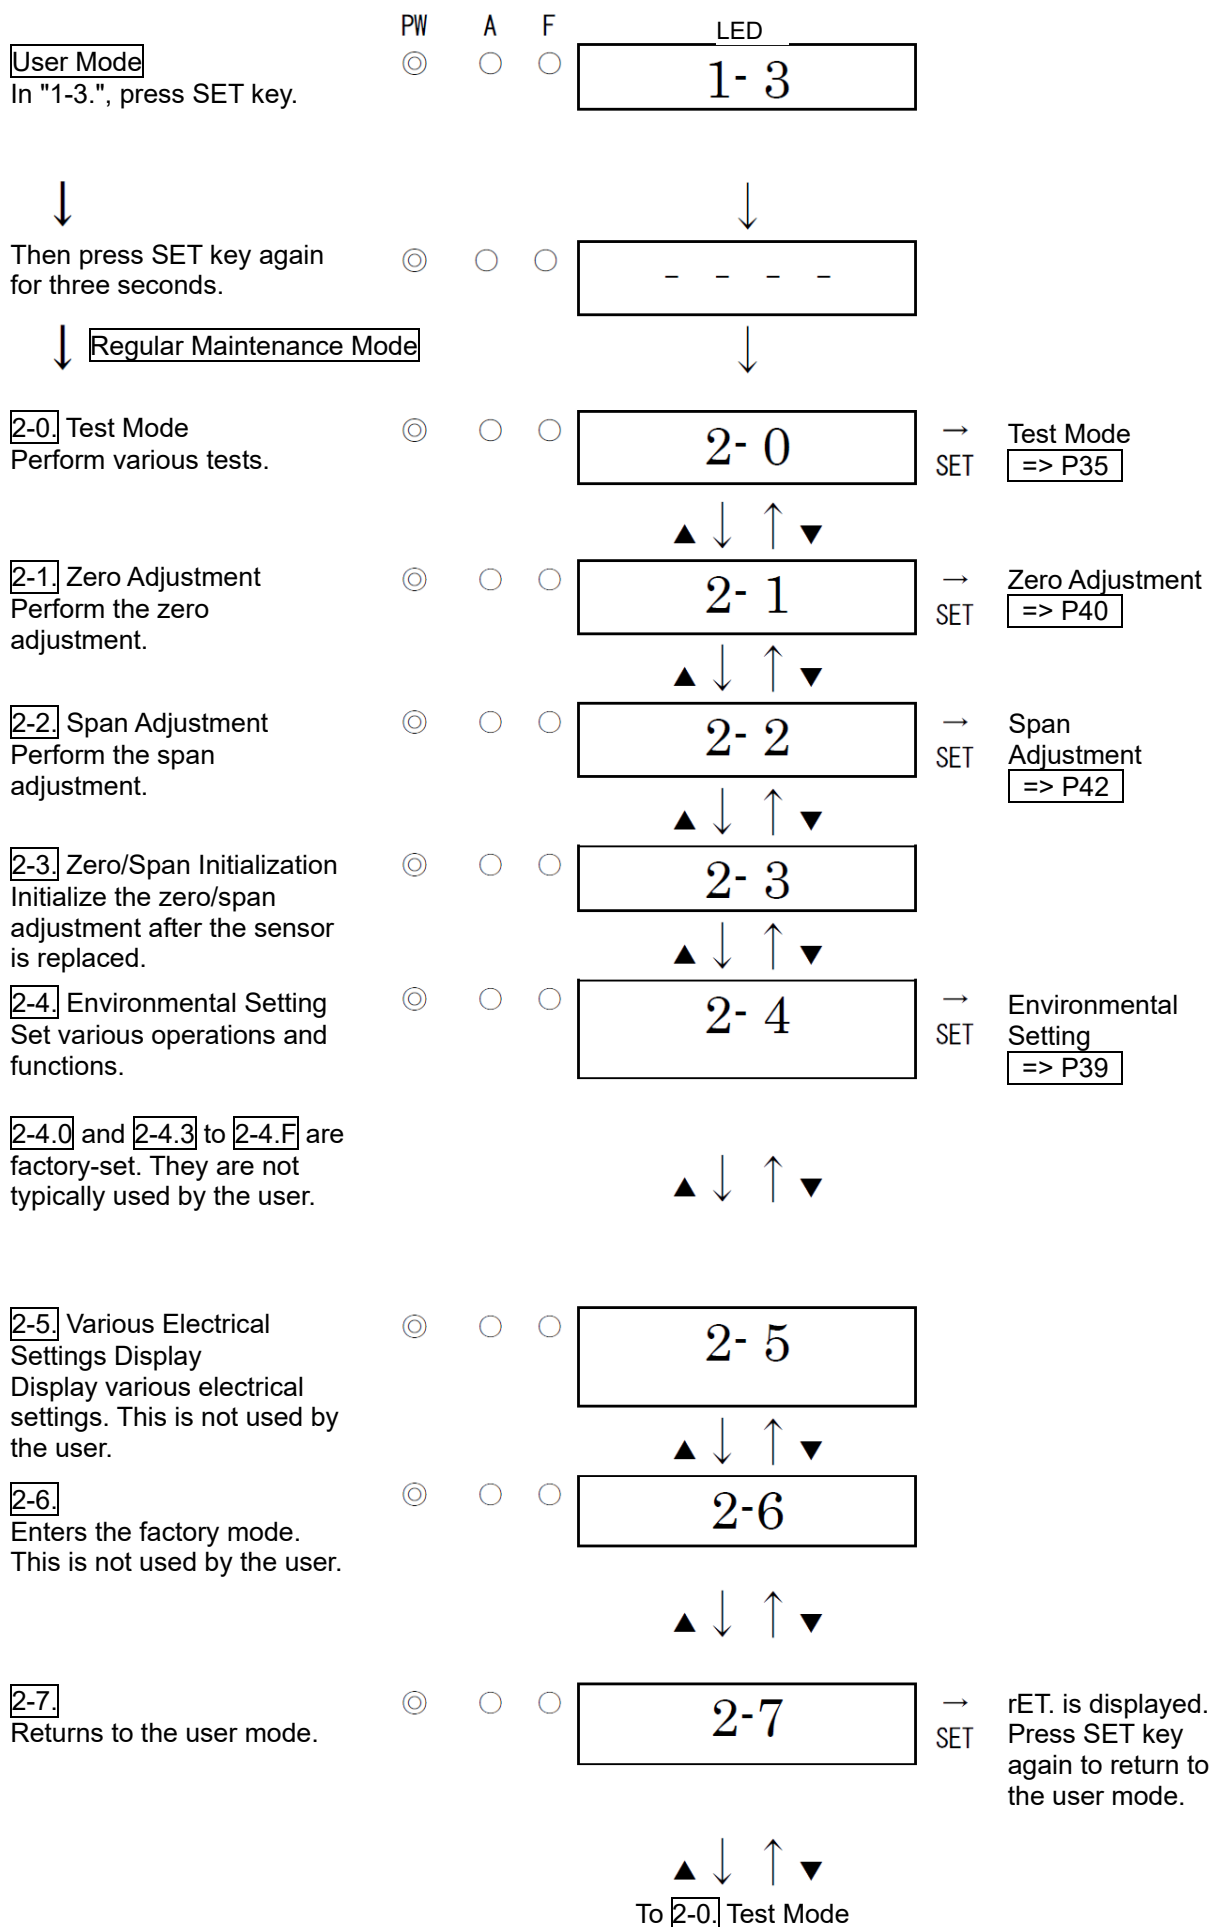 PW A F LED
User Mode ◎ ○ ○ 1- 3
In "1-3.", press SET key.
↓ ↓
Then press SET key again ◎ ○ ○ - - - -
for three seconds.
↓ Regular Maintenance Mode ↓
2-0. Test Mode ◎ ○ ○ 2- 0 → Test Mode
Perform various tests. SET => P35
▲ ↓ ↑ ▼
2-1. Zero Adjustment ◎ ○ ○ 2- 1 → Zero Adjustment
Perform the zero SET => P40
adjustment.
▲ ↓ ↑ ▼
2-2. Span Adjustment ◎ ○ ○ 2- 2 → Span
Perform the span SET Adjustment
adjustment. => P42
▲ ↓ ↑ ▼
2-3. Zero/Span Initialization ◎ ○ ○ 2- 3
Initialize the zero/span
adjustment after the sensor
is replaced.
▲ ↓ ↑ ▼
2-4. Environmental Setting ◎ ○ ○ 2- 4 → Environmental
Set various operations and SET Setting
functions. => P39
2-4.0 and 2-4.3 to 2-4.F are
factory-set. They are not
typically used by the user.
▲ ↓ ↑ ▼
2-5. Various Electrical ◎ ○ ○ 2- 5
Settings Display
Display various electrical
settings. This is not used by
the user.
▲ ↓ ↑ ▼
2-6. ◎ ○ ○ 2-6
Enters the factory mode.
This is not used by the user.
▲ ↓ ↑ ▼
2-7. ◎ ○ ○ 2-7 → rET. is displayed.
Returns to the user mode. SET Press SET key
again to return to
the user mode.
▲ ↓ ↑ ▼
To 2-0. Test Mode